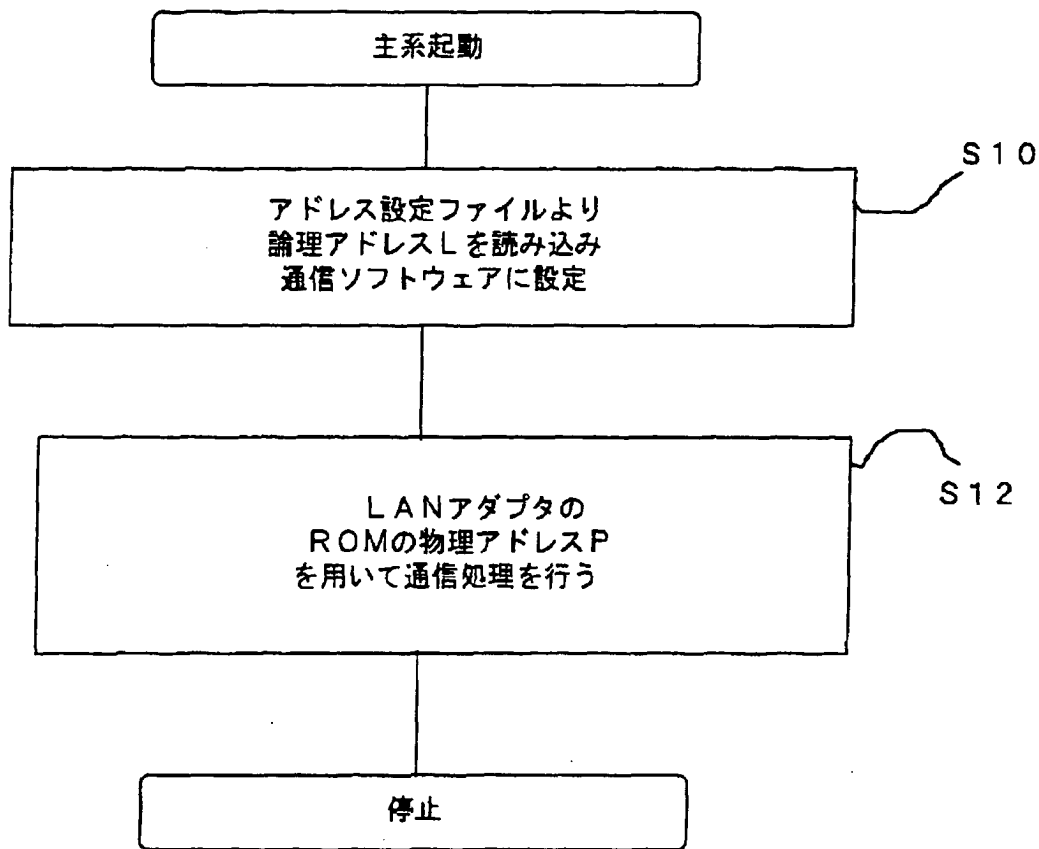 主系起動
S10
アドレス設定ファイルより
論理アドレスLを読み込み
通信ソフトウェアに設定
S12
LANアダプタの
ROMの物理アドレスP
を用いて通信処理を行う
停止